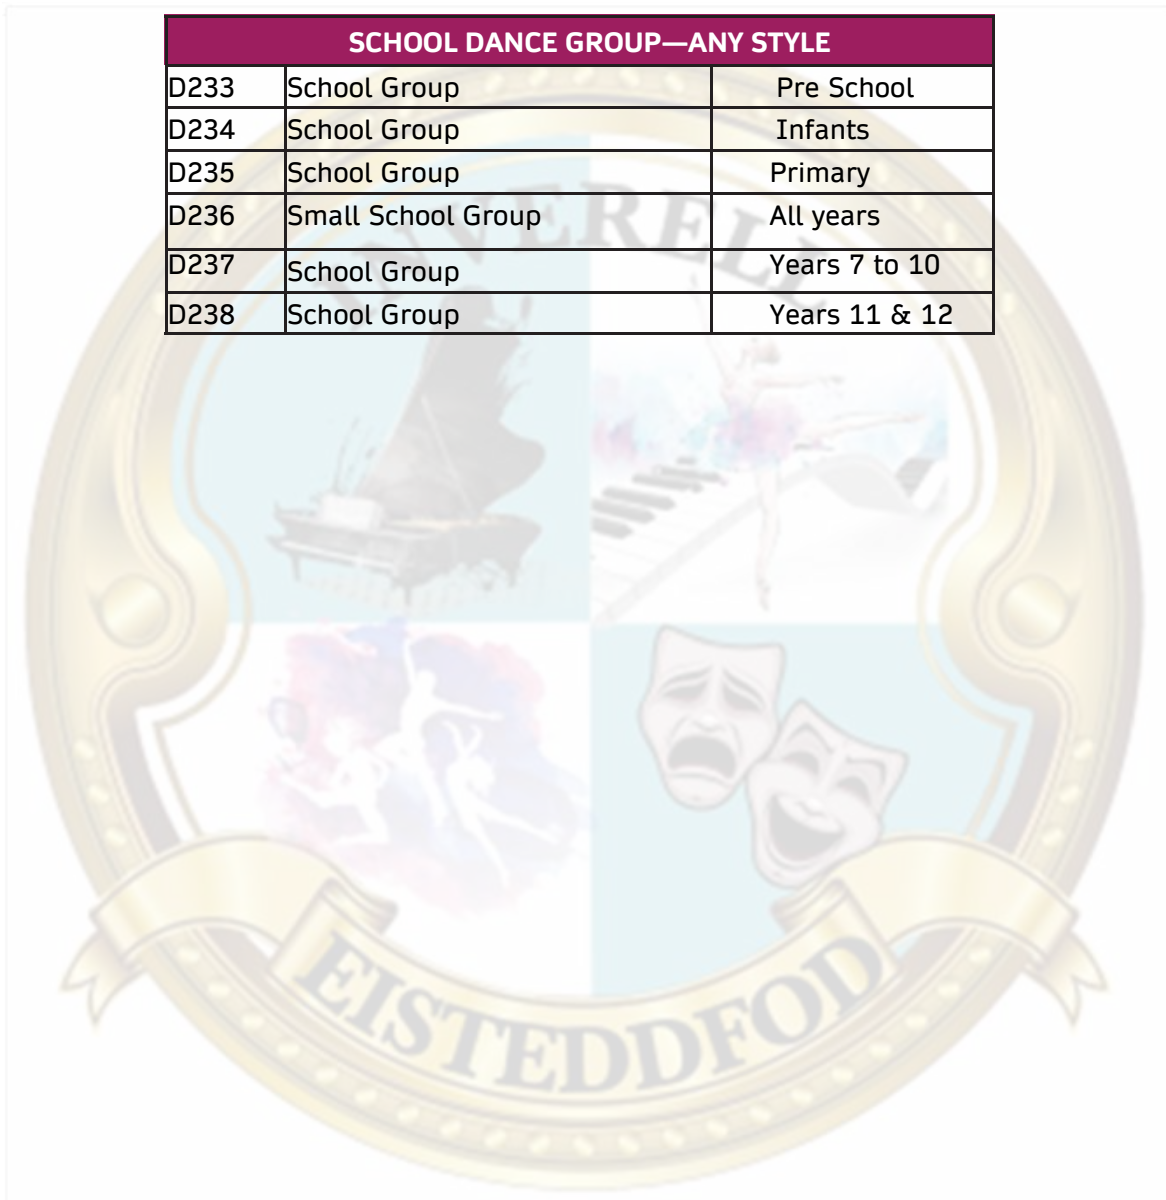 SCHOOL DANCE GROUP—ANY STYLE
D233 School Group Pre School
D234 School Group Infants
D235 School Group Primary
D236 Small School Group All years
D237 School Group Years 7 to 10
D238 School Group Years 11 & 12
INVERELL
EISTEDDFOD